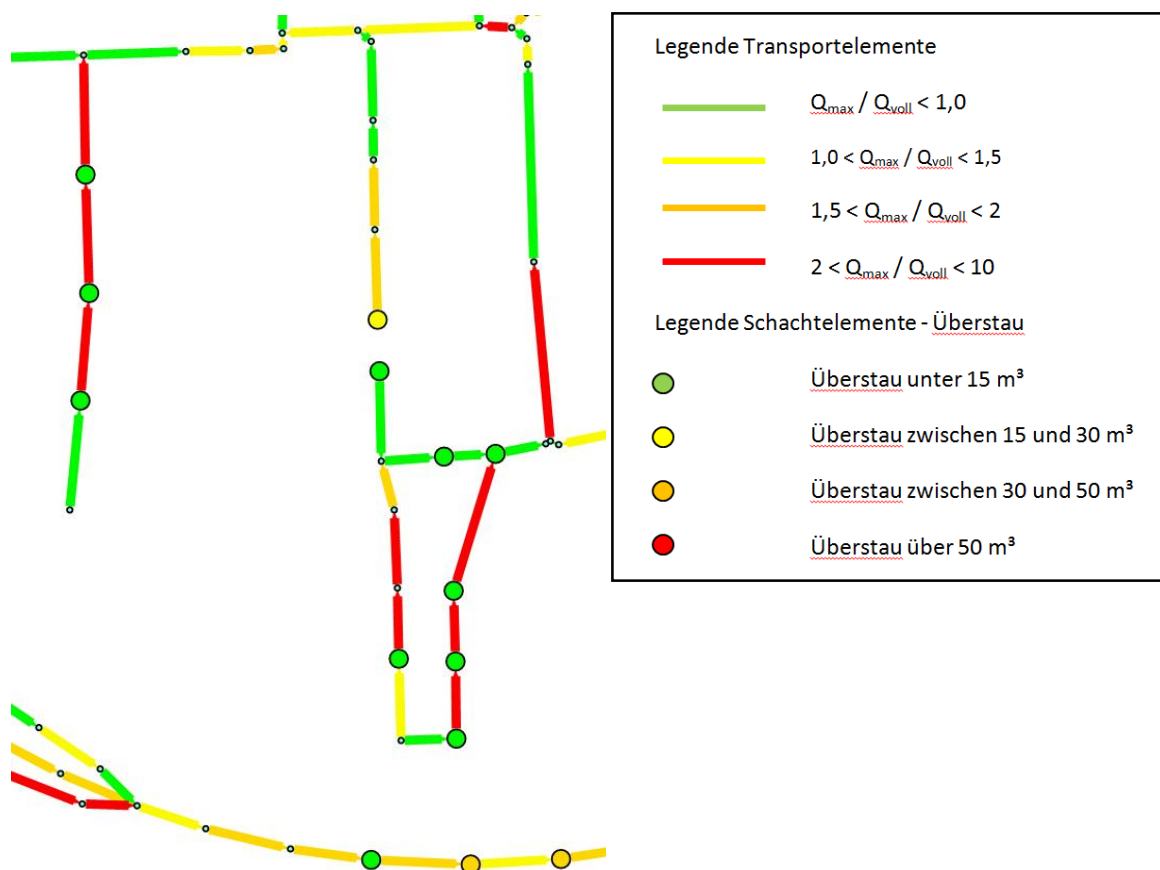 Legende Transportelemente
Qmax / Qvoll < 1,0
1,0 < Qmax / Qvoll < 1,5
1,5 < Qmax / Qvoll < 2
2 < Qmax / Qvoll < 10
Legende Schachtelemente - Überstau
Überstau unter 15 m³
Überstau zwischen 15 und 30 m³
Überstau zwischen 30 und 50 m³
Überstau über 50 m³